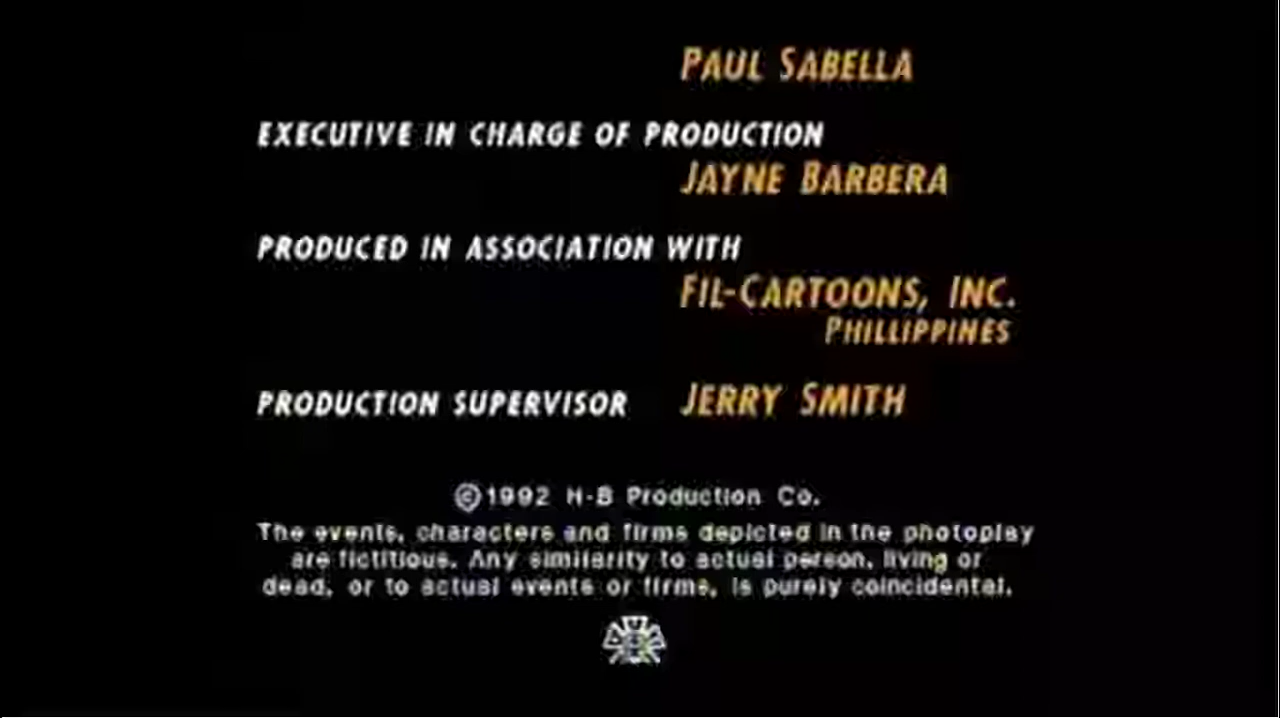 PAUL SABELLA
EXECUTIVE IN CHARGE OF PRODUCTION
JAYNE BARBERA
PRODUCED IN ASSOCIATION WITH
FIL-CARTOONS, INC.
PHILLIPPINES
PRODUCTION SUPERVISOR JERRY SMITH
©1992 H-B Production Co.
The events, characters and firms depicted in the photoplay
are fictitious. Any similarity to actual person, living or
dead, or to actual events or firms, is purely coincidental.